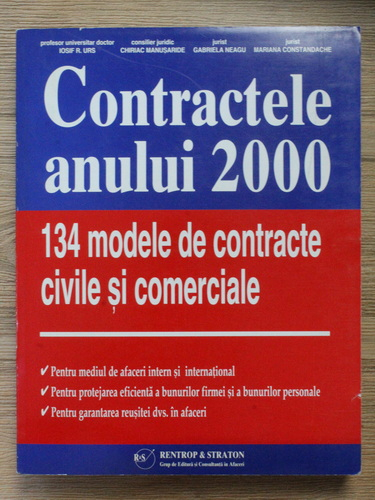 profesor universitar doctor consilier juridic jurist jurist
IOSIF R. URS CHIRIAC MANUȘARIDE GABRIELA NEAGU MARIANA CONSTANDACHE
Contractele
anului 2000
134 modele de contracte
civile și comerciale
✓ Pentru mediul de afaceri intern și internațional
✓ Pentru protejarea eficientă a bunurilor firmei și a bunurilor personale
✓ Pentru garantarea reușitei dvs. în afaceri
R&S RENTROP & STRATON
Grup de Editură și Consultanță în Afaceri